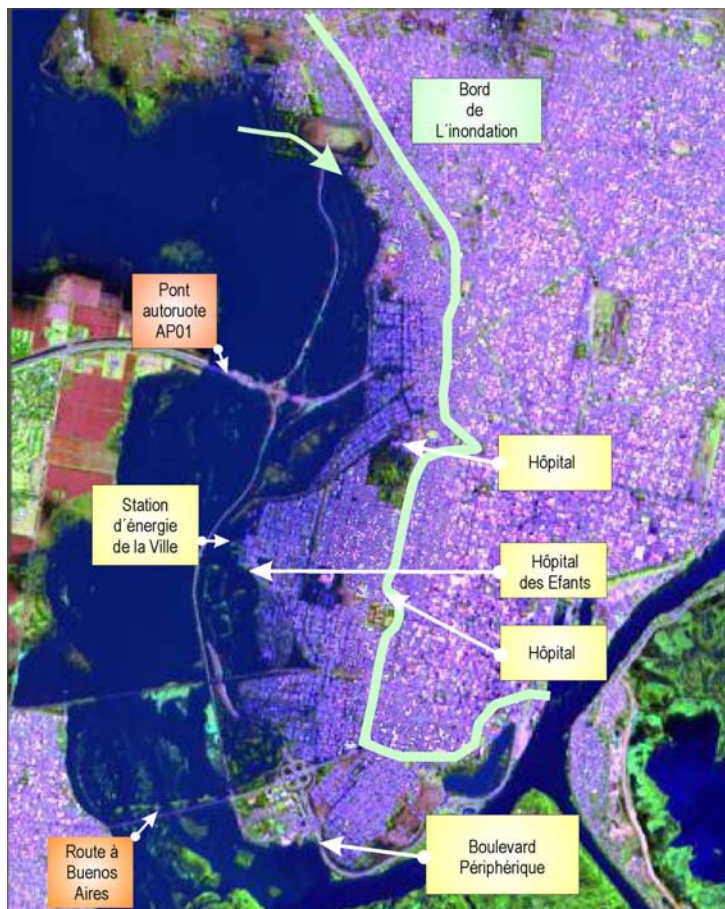 Bord
de
L´inondation
Pont
autoruote
AP01
Hôpital
Station
d´énergie
de la Ville
Hôpital
des Efants
Hôpital
Route à
Buenos
Aires
Boulevard
Périphérique